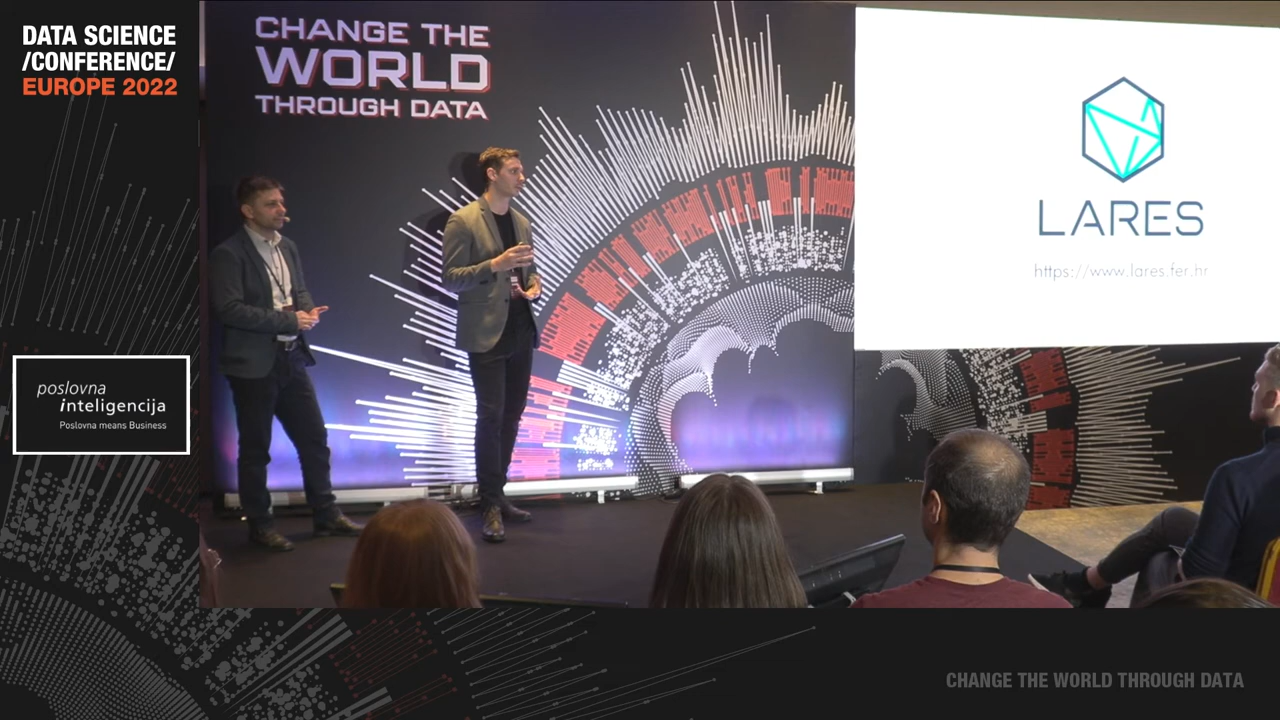 DATA SCIENCE
/CONFERENCE/
EUROPE 2022
CHANGE THE
WORLD
THROUGH DATA
LARES
https://www.lares.fer.hr
poslovna
inteligencija
Poslovna means Business
CHANGE THE WORLD THROUGH DATA